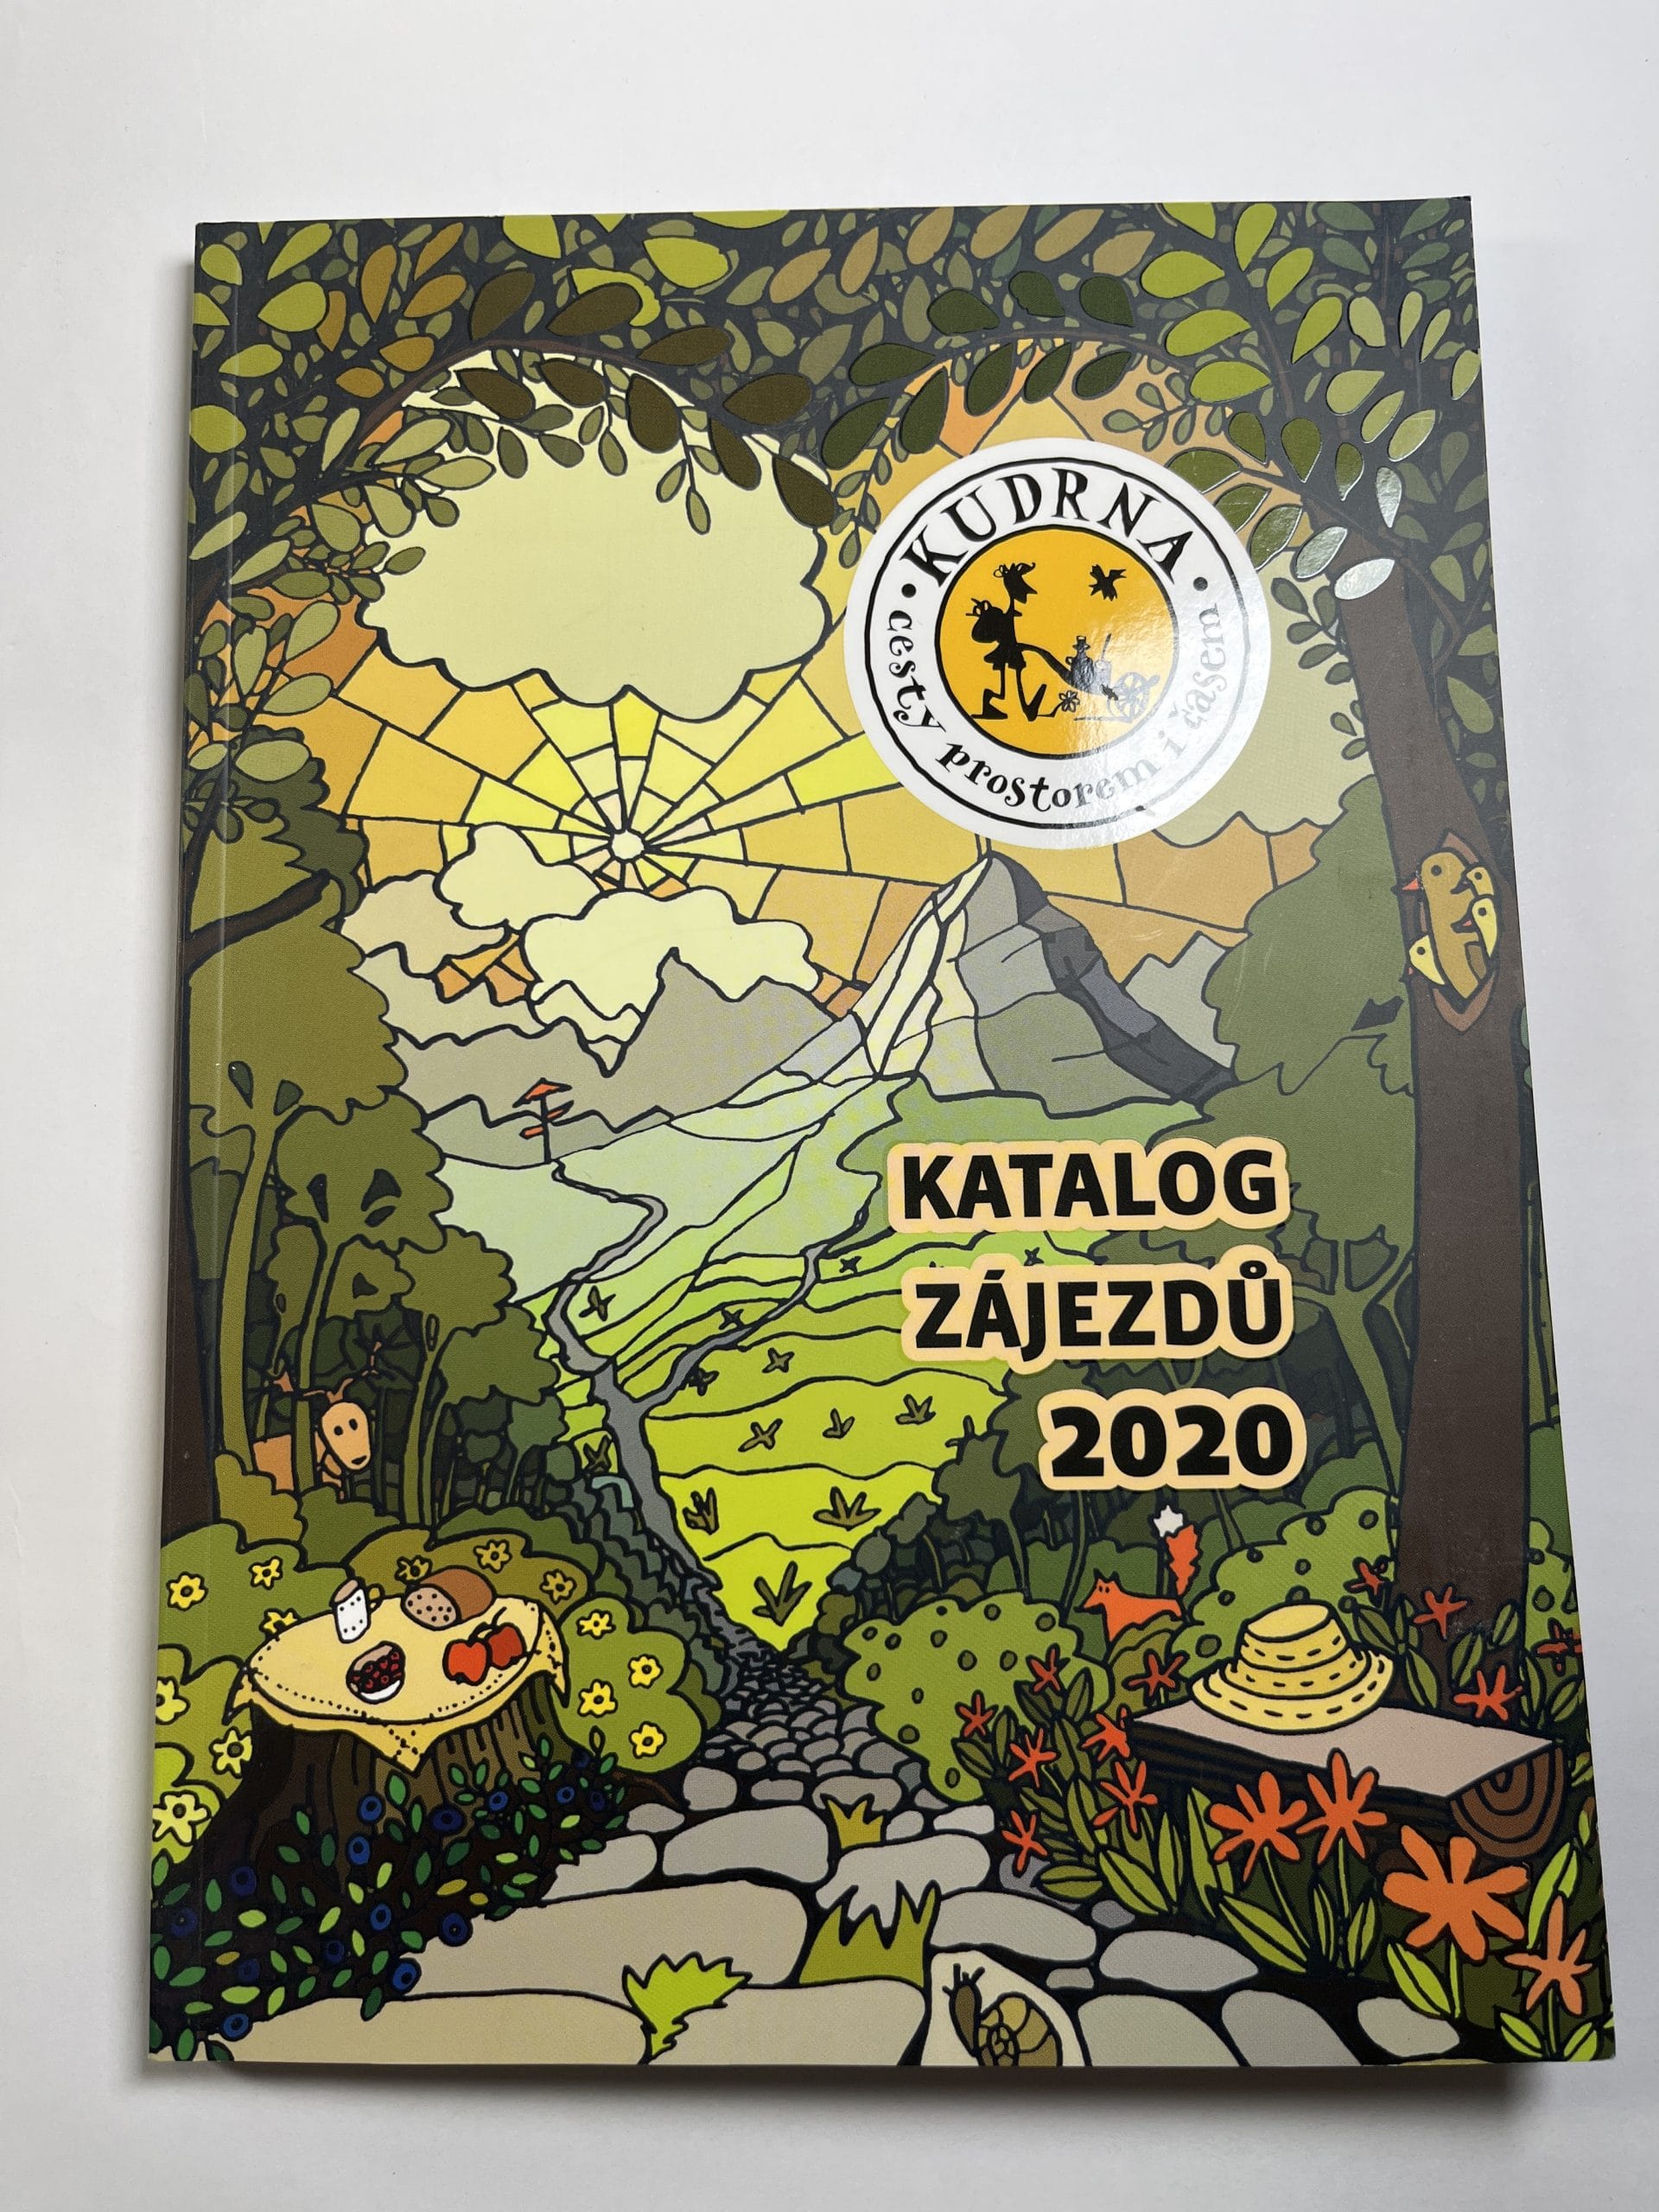 KUDRNA
cesty prostorem i časem
KATALOG
ZÁJEZDŮ
2020